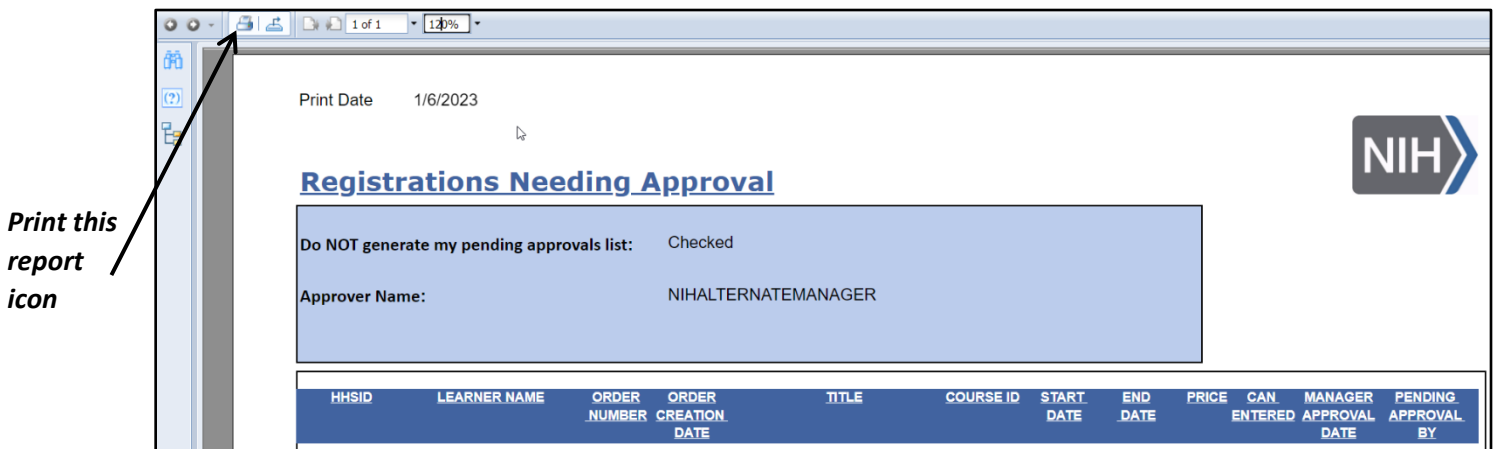 1 of 1
120%
(?)
Print Date 1/6/2023
NIH
Registrations Needing Approval
Print this
report
icon
Do NOT generate my pending approvals list: Checked
Approver Name: NIHALTERNATEMANAGER
HHSID LEARNER NAME ORDER ORDER TITLE COURSE ID START END PRICE CAN MANAGER PENDING
NUMBER CREATION DATE DATE ENTERED APPROVAL APPROVAL
DATE DATE BY